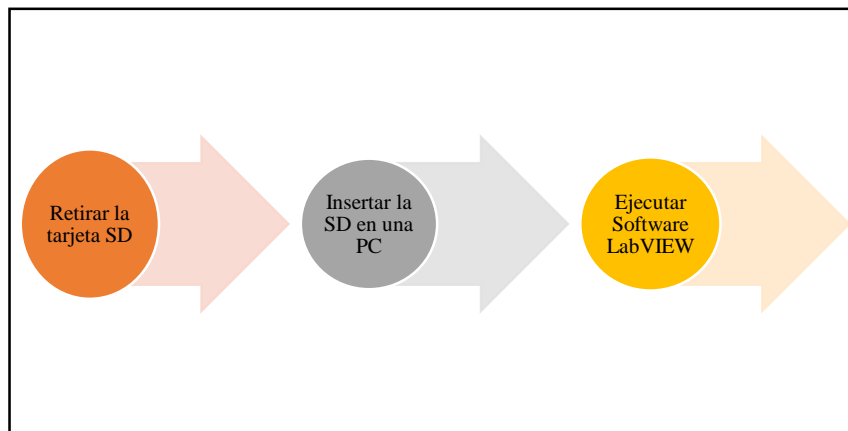 Retirar la
tarjeta SD
Insertar la
SD en una
PC
Ejecutar
Software
LabVIEW